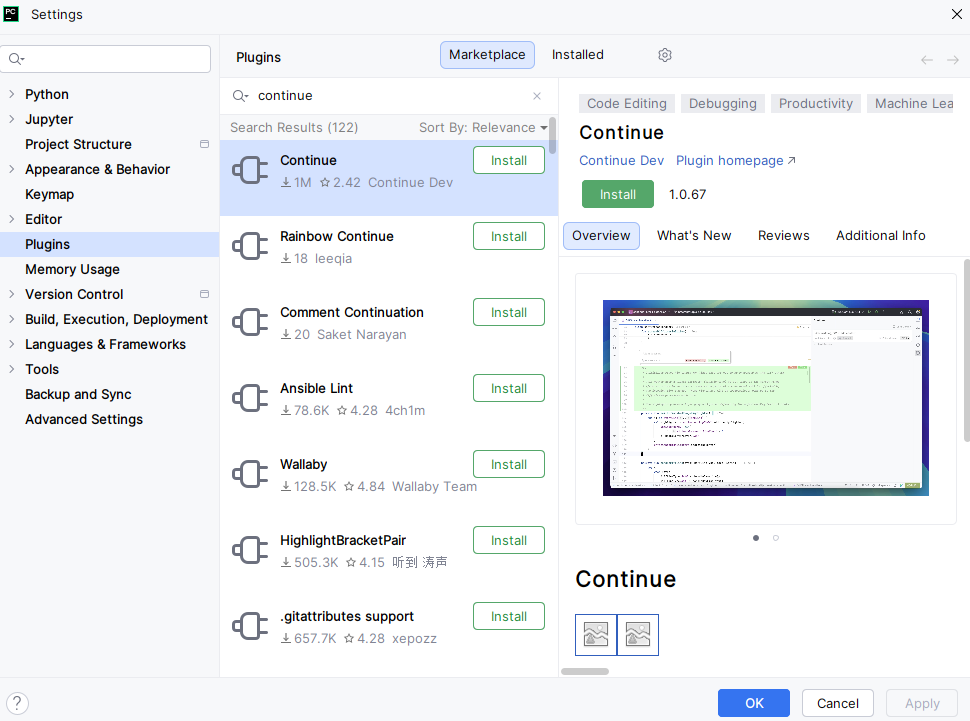 PC
Settings
Plugins
Marketplace
Installed
Python
Jupyter
Project Structure
Appearance & Behavior
Keymap
Editor
Plugins
Memory Usage
Version Control
Build, Execution, Deployment
Languages & Frameworks
Tools
Backup and Sync
Advanced Settings
continue
Search Results (122)
Sort By: Relevance
Continue
1M 2.42 Continue Dev
Install
Rainbow Continue
18 leeqia
Install
Comment Continuation
20 Saket Narayan
Install
Ansible Lint
78.6K 4.28 4ch1m
Install
Wallaby
128.5K 4.84 Wallaby Team
Install
HighlightBracketPair
505.3K 4.15 听到 涛声
Install
.gitattributes support
657.7K 4.28 xepozz
Install
Code Editing Debugging Productivity Machine Lea
Continue
Continue Dev Plugin homepage ↗
Install 1.0.67
Overview What's New Reviews Additional Info
Continue
?
OK Cancel Apply